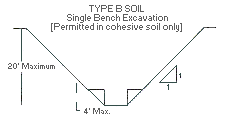 TYPE B SOIL
Single Bench Excavation
[Permitted in cohesive soil only]
20' Maximum
1
1
4' Max.